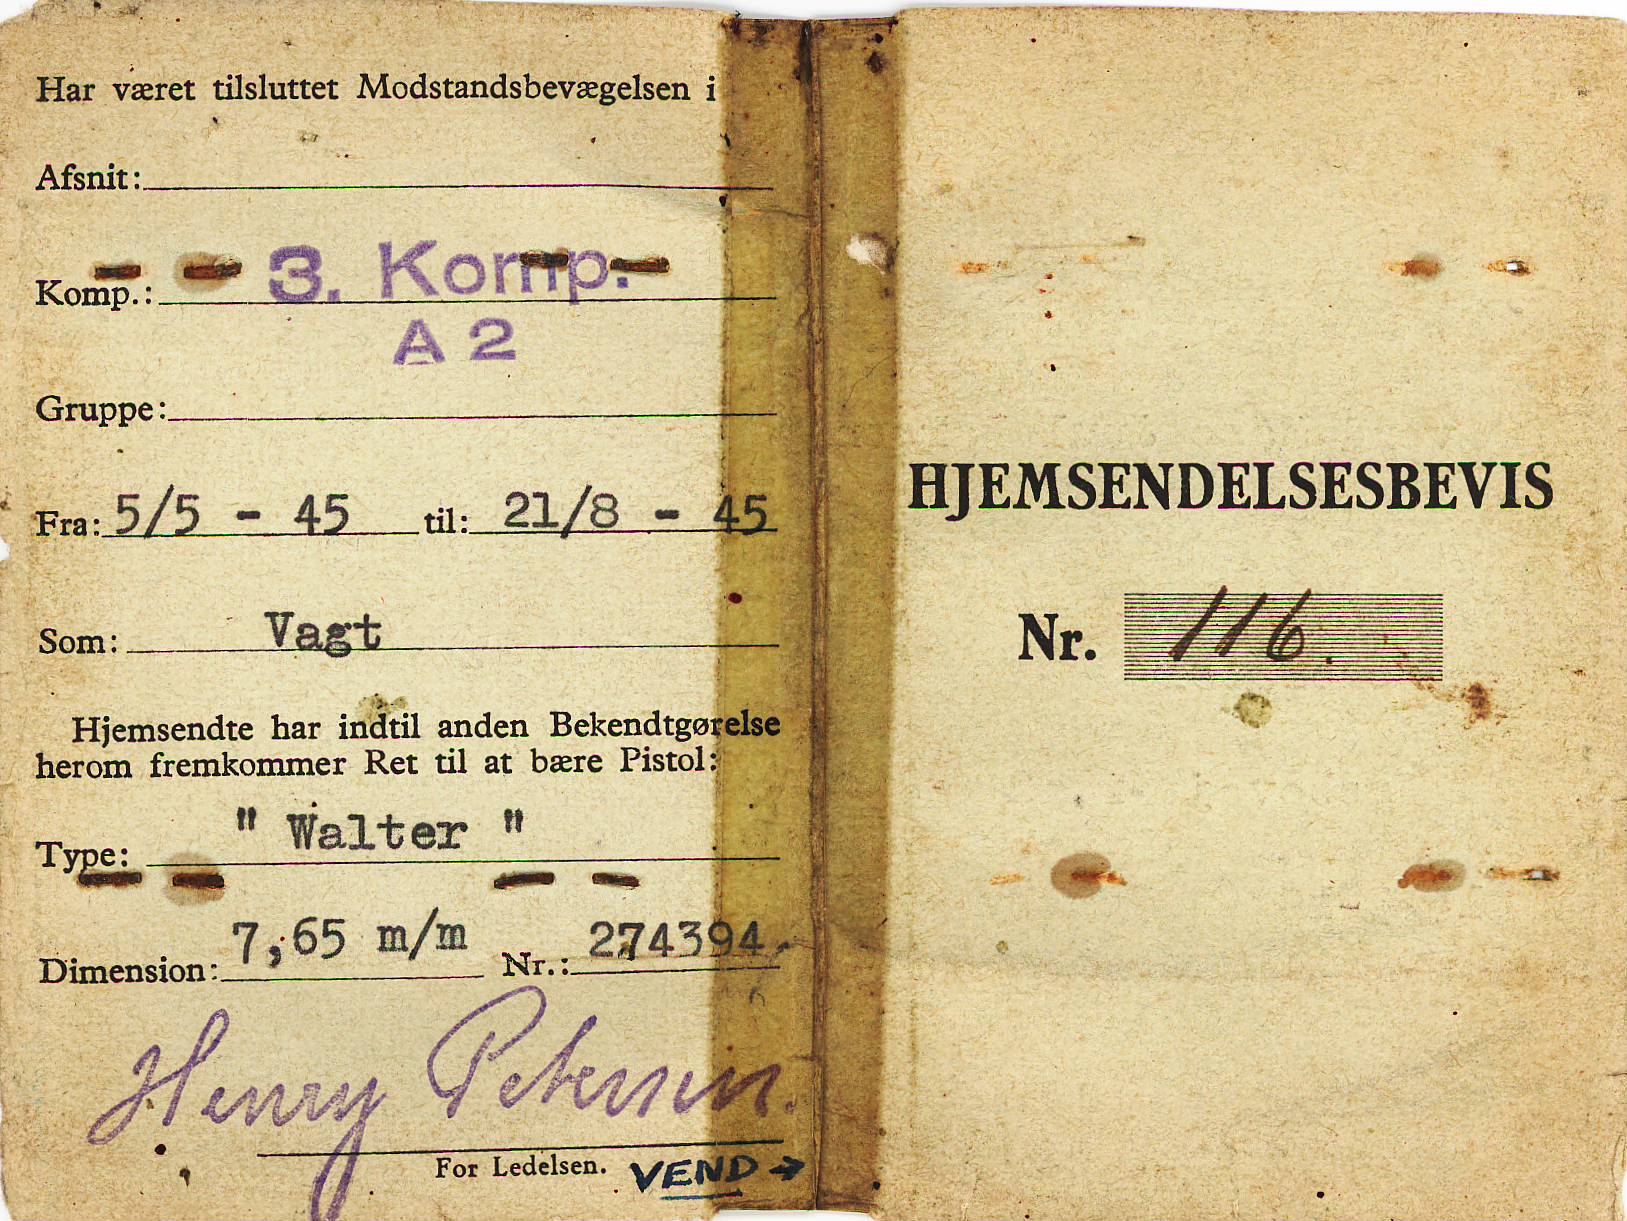 Har været tilsluttet Modstandsbevægelsen i
Afsnit:
Komp.: 3. Komp.
A 2
Gruppe:
Fra: 5/5 - 45 til: 21/8 - 45
Som: Vagt
Hjemsendte har indtil anden Bekendtgørelse
herom fremkommer Ret til at bære Pistol:
Type: " Walter "
Dimension: 7,65 m/m Nr.: 274394.
Henry Petersen.
For Ledelsen. VEND →
HJEMSENDELSESBEVIS
Nr. 116.